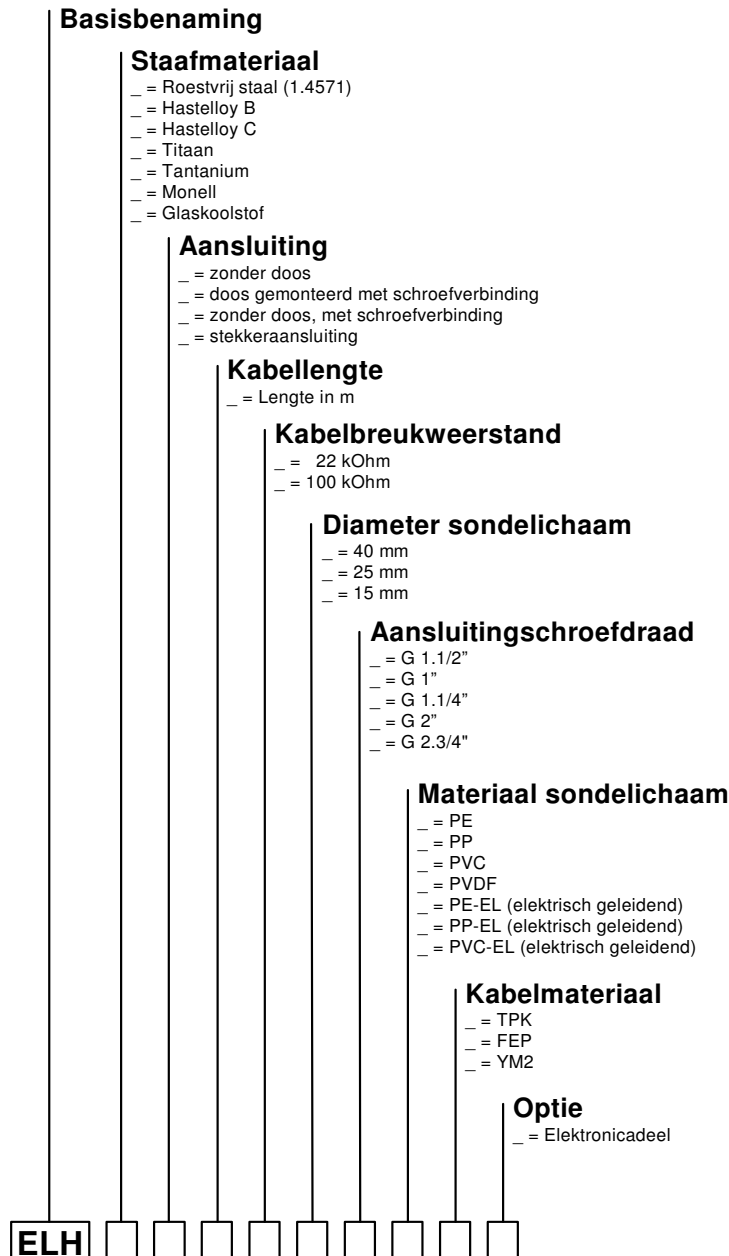 Basisbenaming
Staafmateriaal
_ = Roestvrij staal (1.4571)
_ = Hastelloy B
_ = Hastelloy C
_ = Titaan
_ = Tantanium
_ = Monell
_ = Glaskoolstof
Aansluiting
_ = zonder doos
_ = doos gemonteerd met schroefverbinding
_ = zonder doos, met schroefverbinding
_ = stekkeraansluiting
Kabellengte
_ = Lengte in m
Kabelbreukweerstand
_ = 22 kOhm
_ = 100 kOhm
Diameter sondelichaam
_ = 40 mm
_ = 25 mm
_ = 15 mm
Aansluitingschroefdraad
_ = G 1.1/2”
_ = G 1”
_ = G 1.1/4”
_ = G 2”
_ = G 2.3/4"
Materiaal sondelichaam
_ = PE
_ = PP
_ = PVC
_ = PVDF
_ = PE-EL (elektrisch geleidend)
_ = PP-EL (elektrisch geleidend)
_ = PVC-EL (elektrisch geleidend)
Kabelmateriaal
_ = TPK
_ = FEP
_ = YM2
Optie
_ = Elektronicadeel
ELH